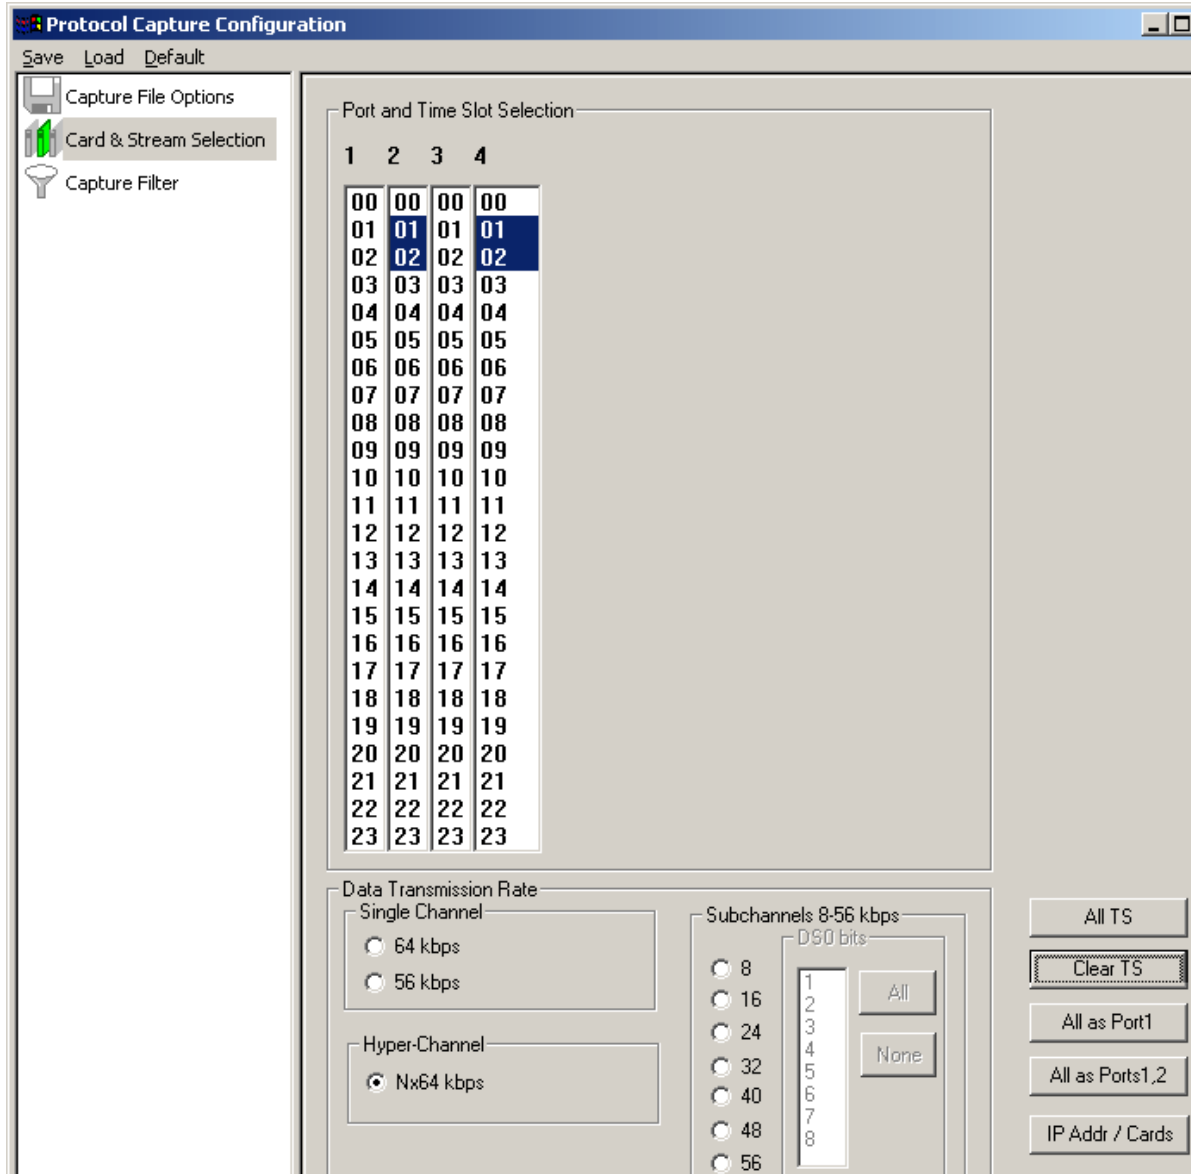 Protocol Capture Configuration
Save Load Default
Capture File Options
Card & Stream Selection
Capture Filter
Port and Time Slot Selection
1 2 3 4
00 00 00 00
01 01 01 01
02 02 02 02
03 03 03 03
04 04 04 04
05 05 05 05
06 06 06 06
07 07 07 07
08 08 08 08
09 09 09 09
10 10 10 10
11 11 11 11
12 12 12 12
13 13 13 13
14 14 14 14
15 15 15 15
16 16 16 16
17 17 17 17
18 18 18 18
19 19 19 19
20 20 20 20
21 21 21 21
22 22 22 22
23 23 23 23
Data Transmission Rate
Single Channel
64 kbps
56 kbps
Hyper-Channel
Nx64 kbps
Subchannels 8-56 kbps
8
16
24
32
40
48
56
DS0 bits
1
2
3
4
5
6
7
8
All
None
All TS
Clear TS
All as Port1
All as Ports1,2
IP Addr / Cards